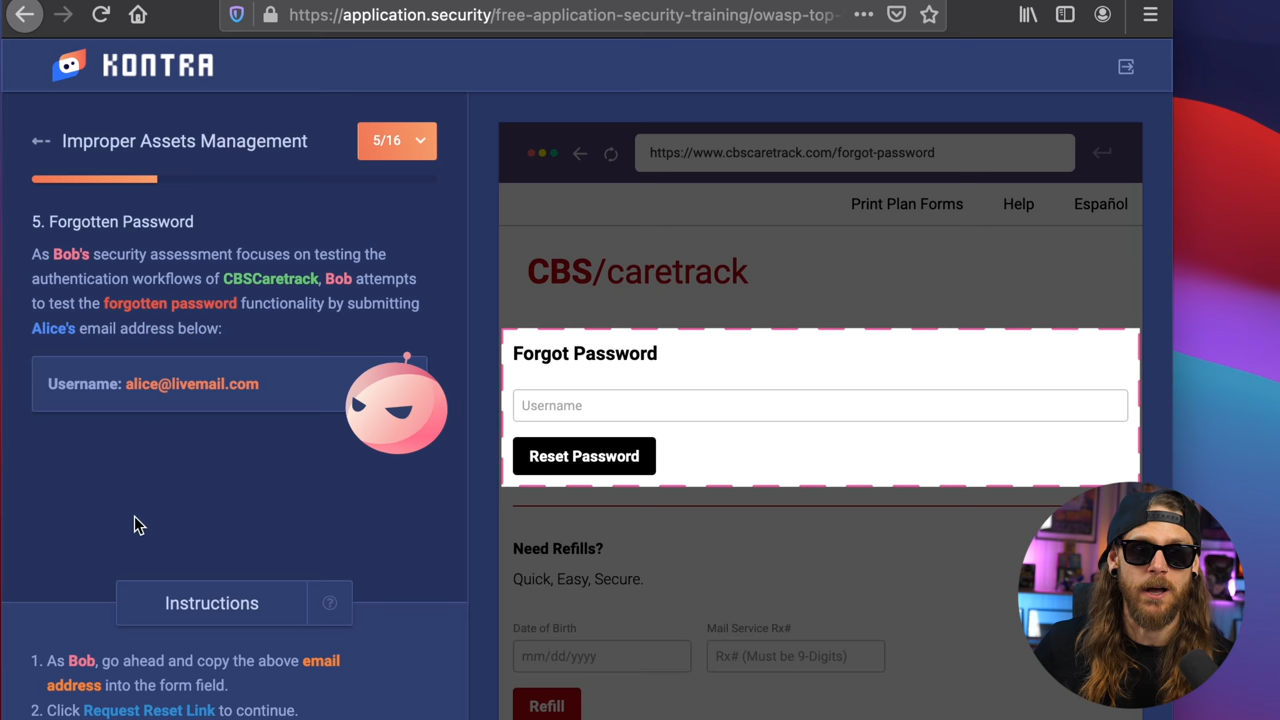 https://application.security/free-application-security-training/owasp-top-
KONTRA
Improper Assets Management
5/16
5. Forgotten Password
As Bob's security assessment focuses on testing the
authentication workflows of CBSCaretrack, Bob attempts
to test the forgotten password functionality by submitting
Alice's email address below:
Username: alice@livemail.com
Instructions
?
1. As Bob, go ahead and copy the above email
address into the form field.
2. Click Request Reset Link to continue.
https://www.cbscaretrack.com/forgot-password
Print Plan Forms Help Español
CBS/caretrack
Forgot Password
Username
Reset Password
Need Refills?
Quick, Easy, Secure.
Date of Birth Mail Service Rx#
mm/dd/yyyy Rx# (Must be 9-Digits)
Refill